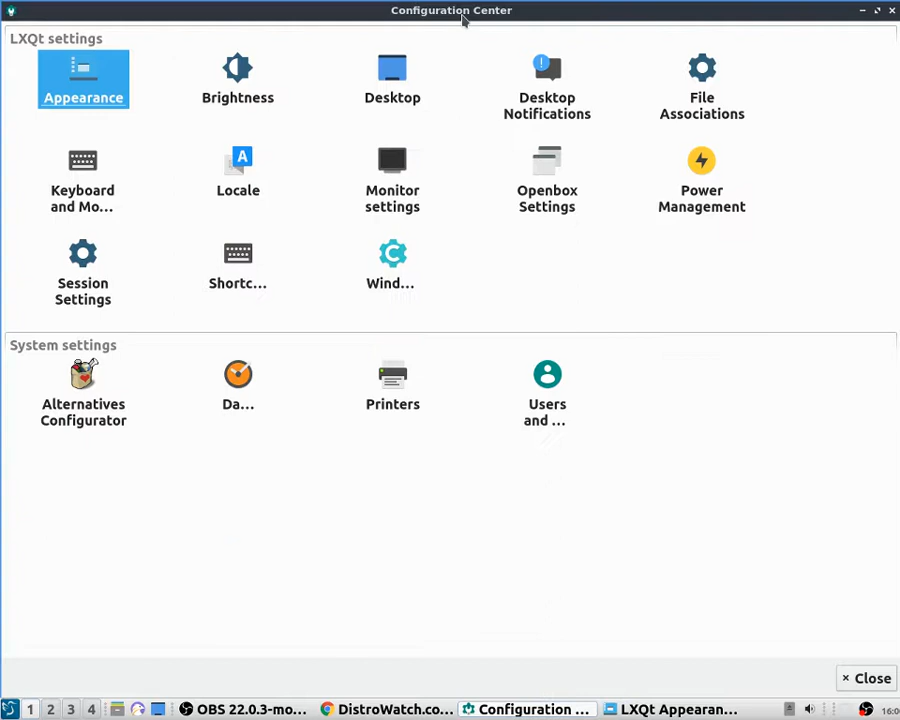 Configuration Center
LXQt settings
Appearance
Brightness
Desktop
Desktop
Notifications
File
Associations
Keyboard
and Mo...
Locale
Monitor
settings
Openbox
Settings
Power
Management
Session
Settings
Shortc...
Wind...
System settings
Alternatives
Configurator
Da...
Printers
Users
and ...
× Close
1 2 3 4 OBS 22.0.3-mo... DistroWatch.co... Configuration ... LXQt Appearan... 16:0